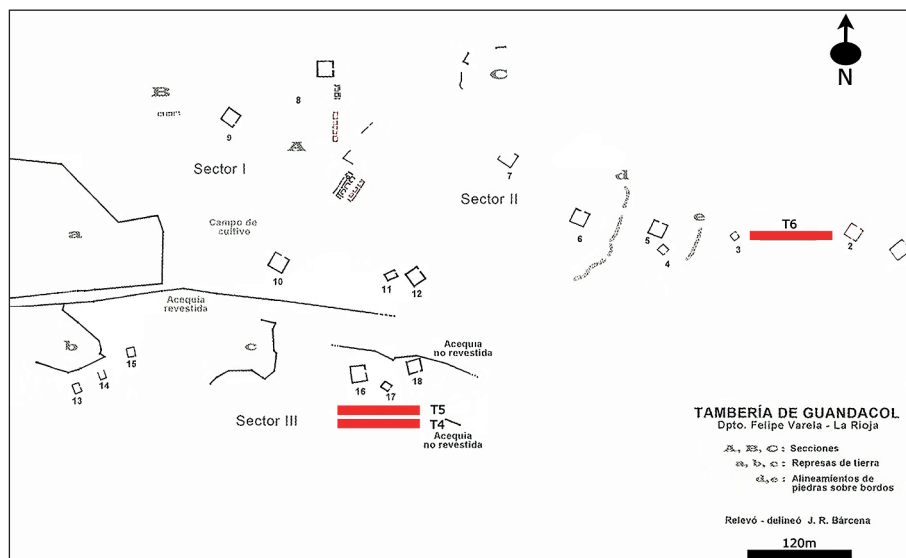 N
B
8
C
9
A
Sector I
7
d
Sector II
a
Campo de
cultivo
6
5
e
T6
3
2
4
10
11
12
Acequia
revestida
b
c
Acequia
no revestida
15
14
13
16
17
18
Sector III
T5
T4
Acequia
no revestida
TAMBERÍA DE GUANDACOL
Dpto. Felipe Varela - La Rioja
A, B, C : Secciones
a, b, c : Represas de tierra
d,e : Alineamientos de
piedras sobre bordos
Relevó - delineó J. R. Bárcena
120m